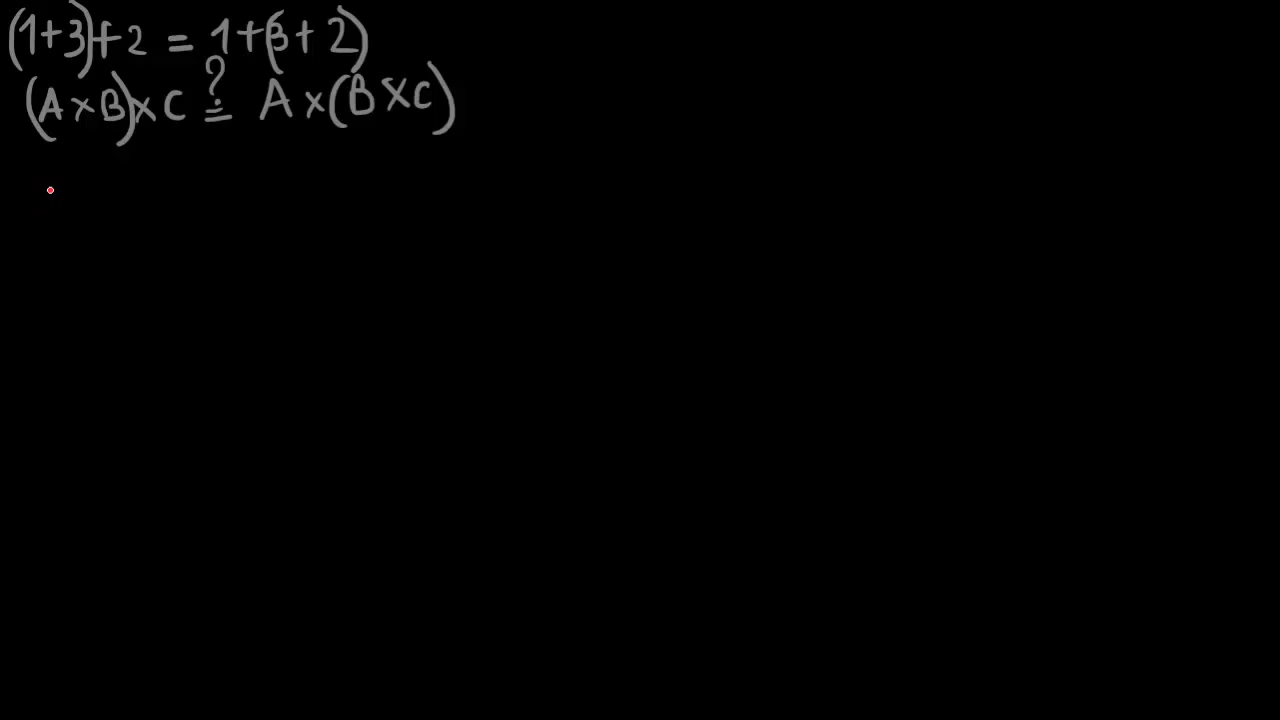 (1+3)+2 = 1+(3+2)
(A×B)×C ≟ A×(B×C)